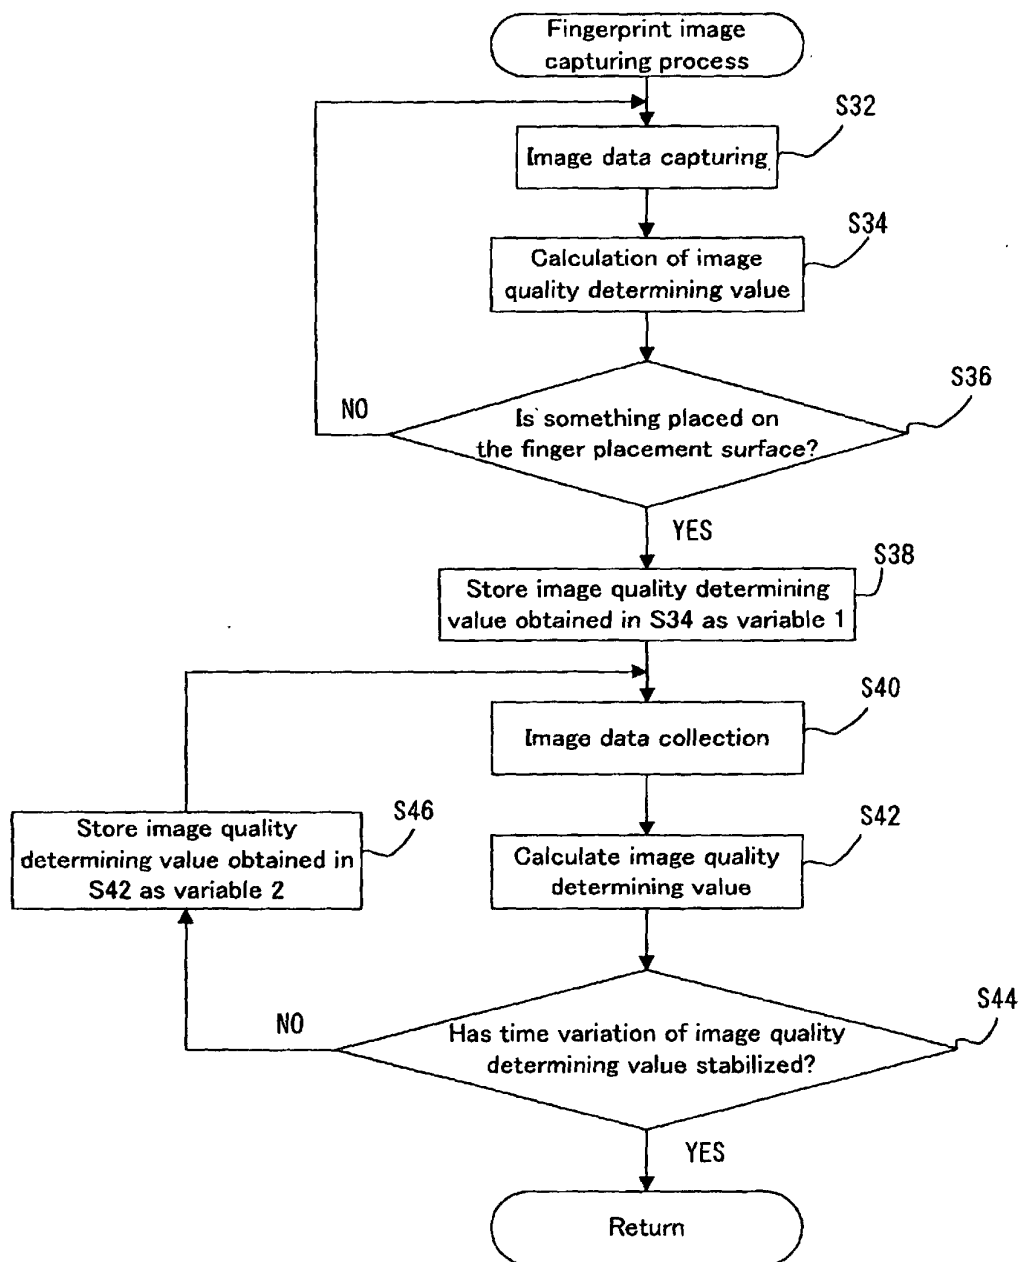 Fingerprint image
capturing process
S32
Image data capturing
S34
Calculation of image
quality determining value
S36
NO
Is something placed on
the finger placement surface?
YES
S38
Store image quality determining
value obtained in S34 as variable 1
S40
Image data collection
S46
Store image quality
determining value obtained in
S42 as variable 2
S42
Calculate image quality
determining value
S44
NO
Has time variation of image quality
determining value stabilized?
YES
Return